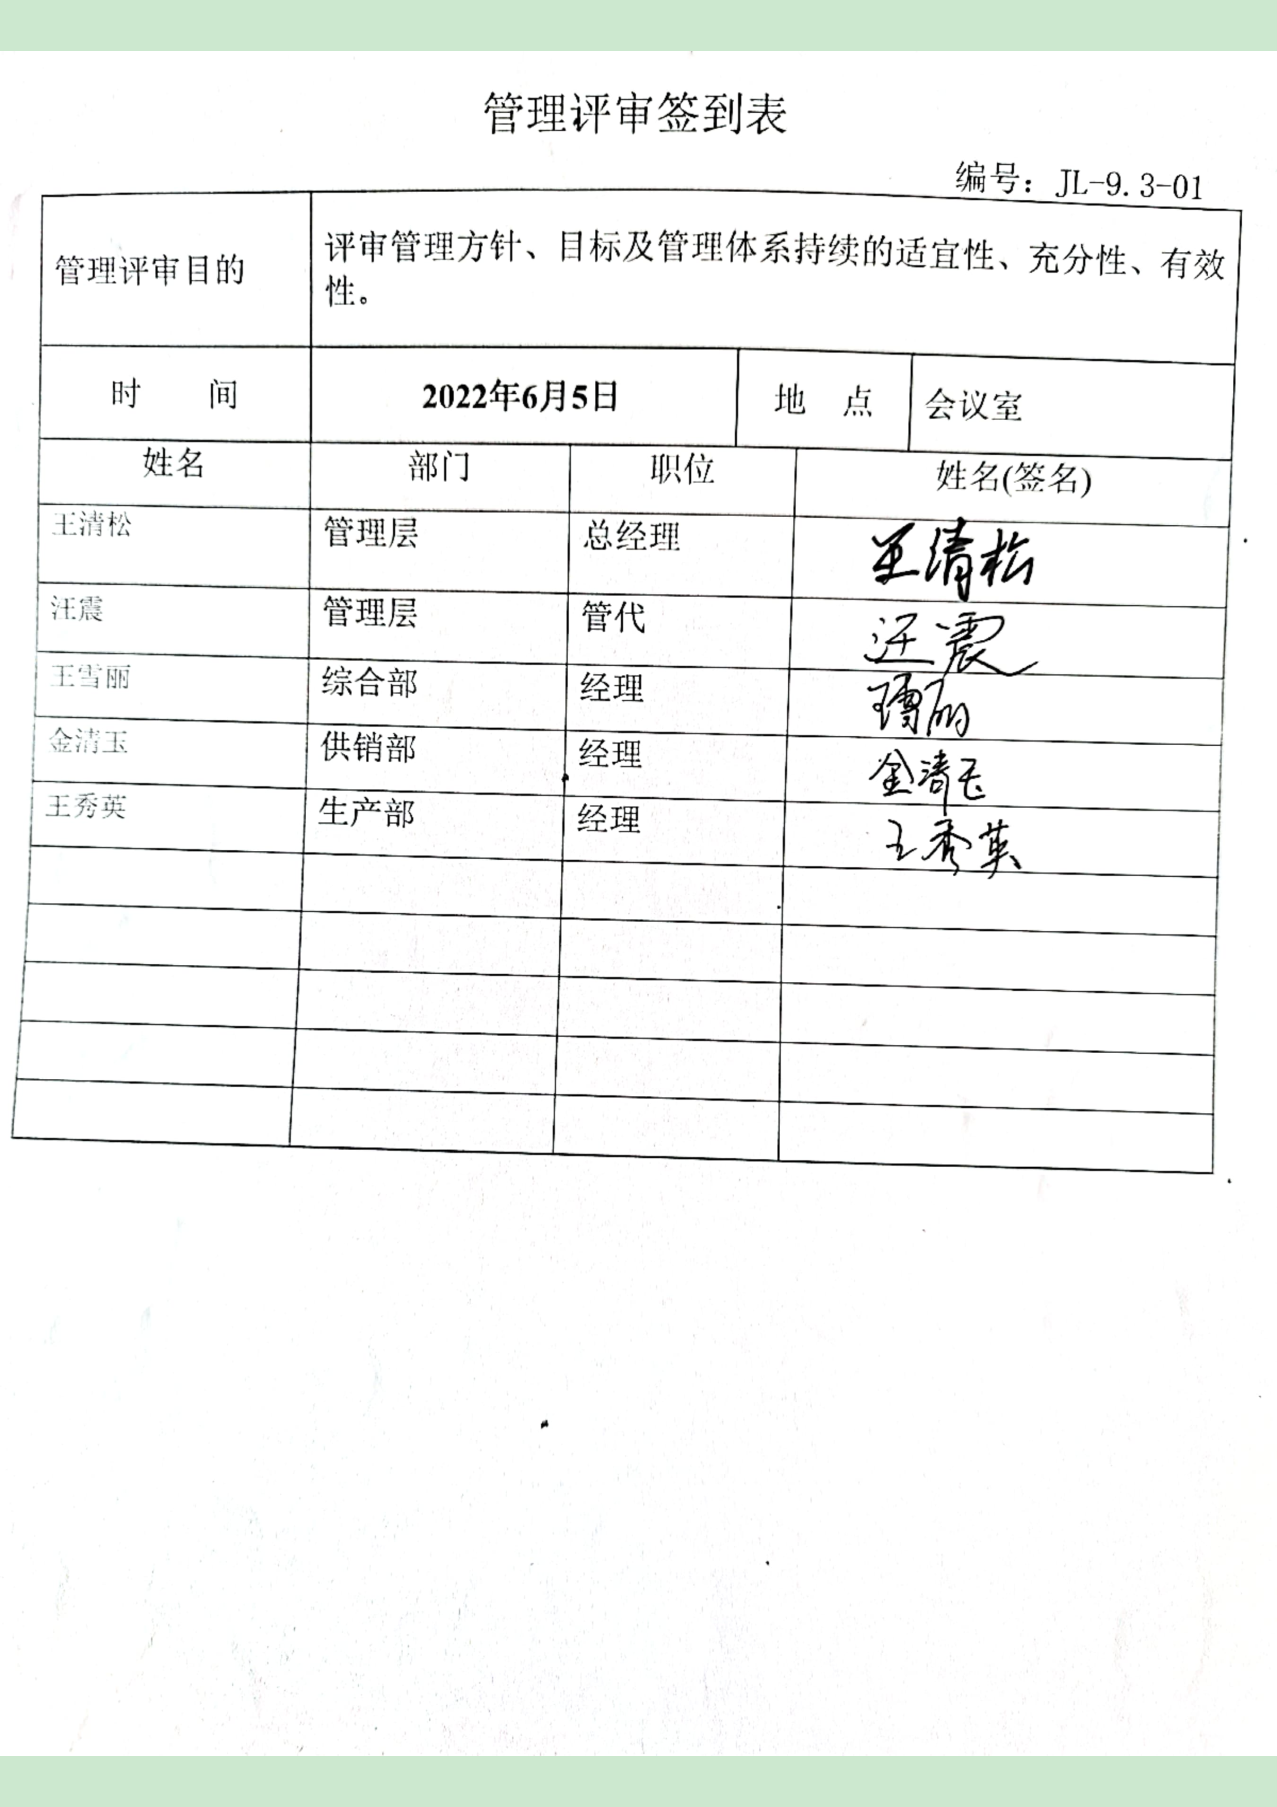 管理评审签到表
编号：JL-9.3-01
管理评审目的
评审管理方针、目标及管理体系持续的适宜性、充分性、有效
性。
时 间 2022年6月5日 地 点 会议室
姓名 部门 职位 姓名(签名)
王清松 管理层 总经理 王清松
汪震 管理层 管代 汪震
王雪丽 综合部 经理 王雪丽
金清玉 供销部 经理 金清玉
王秀英 生产部 经理 王秀英